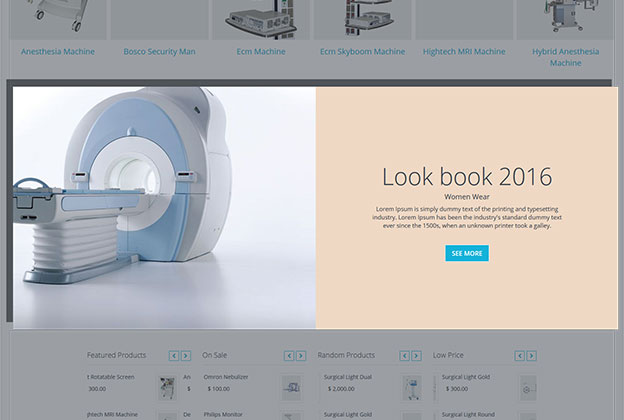 Anesthesia Machine
Bosco Security Man
Ecm Machine
Ecm Skyboom Machine
Hightech MRI Machine
Hybrid Anesthesia
Machine
Look book 2016
Women Wear
Lorem Ipsum is simply dummy text of the printing and typesetting
industry. Lorem Ipsum has been the industry's standard dummy text
ever since the 1500s, when an unknown printer took a galley.
SEE MORE
Featured Products
On Sale
Random Products
Low Price
t Rotatable Screen
300.00
An
$
Omron Nebulizer
$ 100.00
Surgical Light Dual
$ 2,000.00
Surgical Light Gold
$ 300.00
ghtech MRI Machine
De
Philips Monitor
Surgical Light Gold
Surgical Light Round